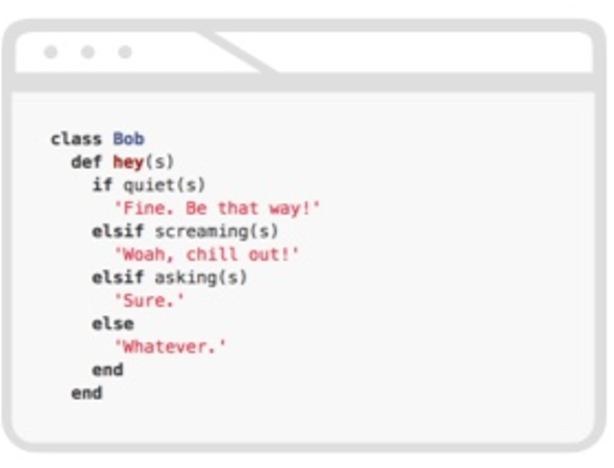 class Bob
def hey(s)
if quiet(s)
'Fine. Be that way!'
elsif screaming(s)
'Woah, chill out!'
elsif asking(s)
'Sure.'
else
'Whatever.'
end
end